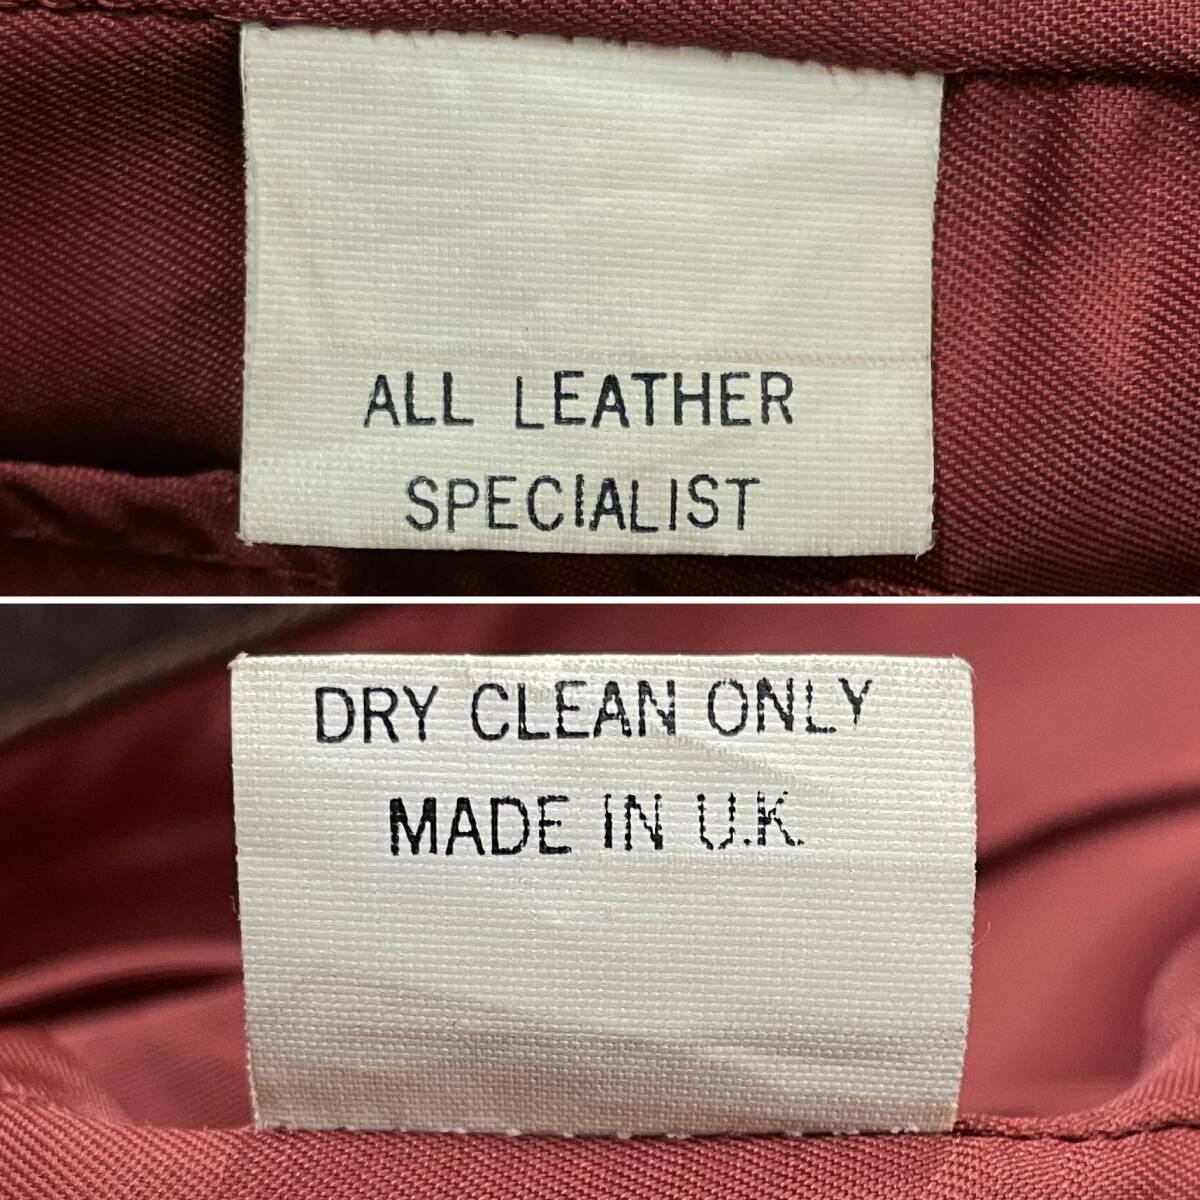 ALL LEATHER
SPECIALIST
DRY CLEAN ONLY
MADE IN U.K.